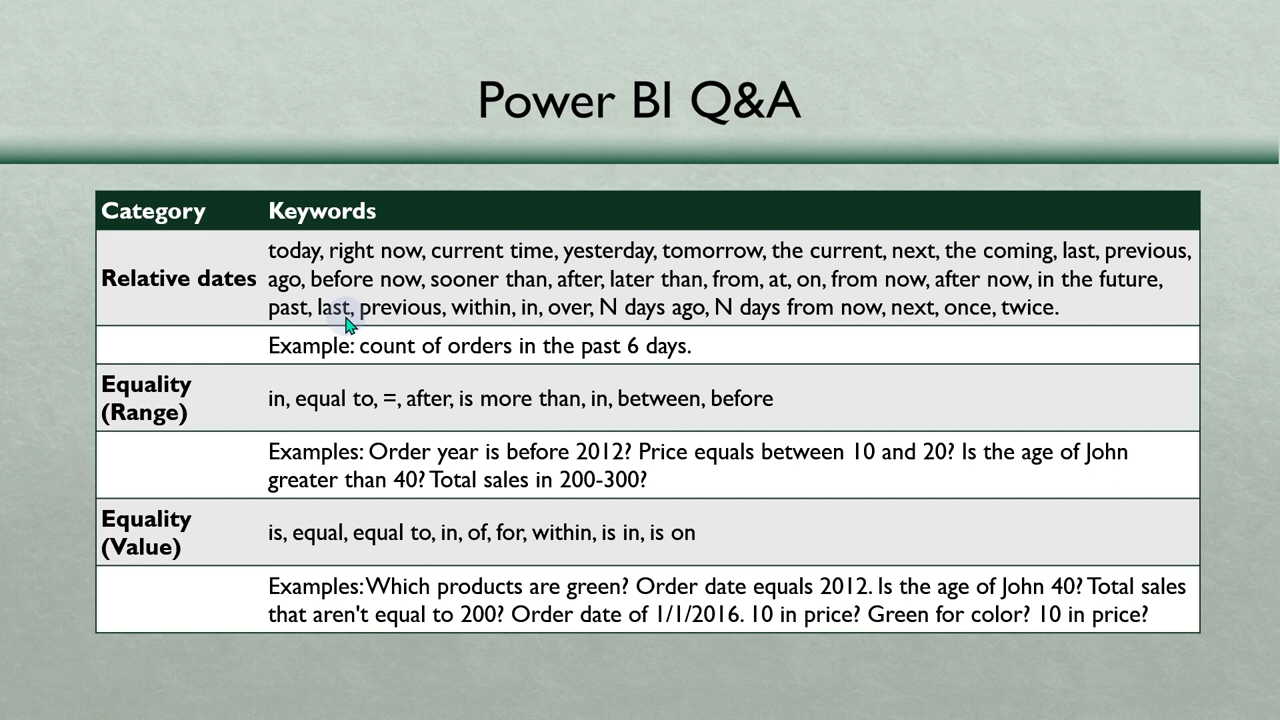 Power BI Q&A
Category Keywords
today, right now, current time, yesterday, tomorrow, the current, next, the coming, last, previous,
Relative dates ago, before now, sooner than, after, later than, from, at, on, from now, after now, in the future,
past, last, previous, within, in, over, N days ago, N days from now, next, once, twice.
Example: count of orders in the past 6 days.
Equality
(Range)
in, equal to, =, after, is more than, in, between, before
Examples: Order year is before 2012? Price equals between 10 and 20? Is the age of John
greater than 40? Total sales in 200-300?
Equality
(Value)
is, equal, equal to, in, of, for, within, is in, is on
Examples: Which products are green? Order date equals 2012. Is the age of John 40? Total sales
that aren't equal to 200? Order date of 1/1/2016. 10 in price? Green for color? 10 in price?